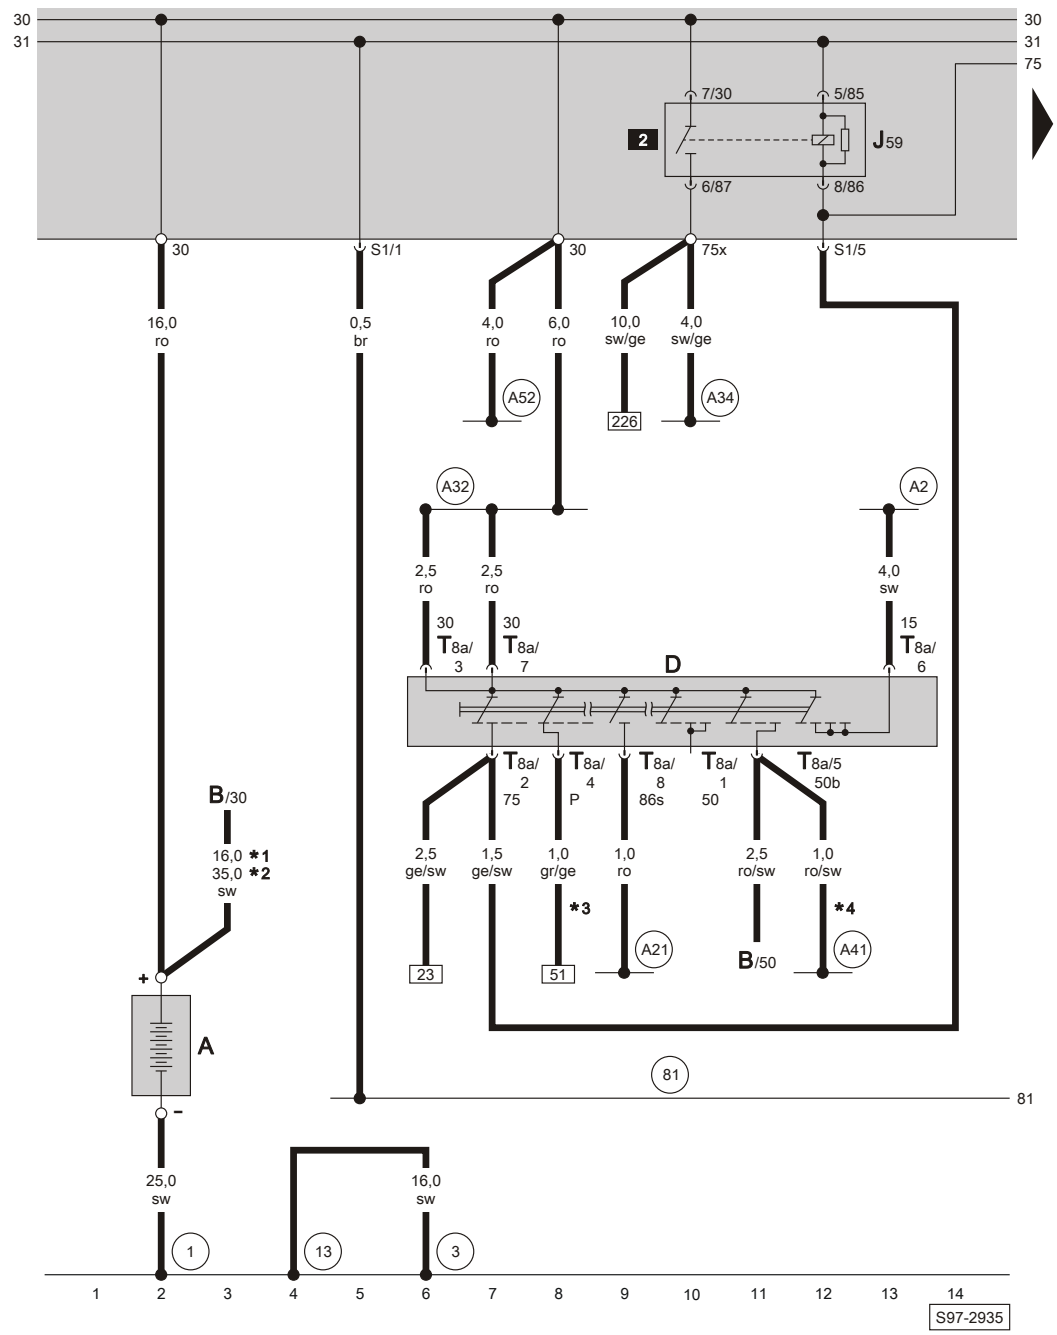 30 30
31 31
75
7/30 5/85
2 J59
6/87 8/86
30 S1/1 30 75x S1/5
16,0 0,5 4,0 6,0 10,0 4,0
ro br ro ro sw/ge sw/ge
A52 A34
226
A32 A2
2,5 2,5 4,0
ro ro sw
30 30 15
T8a/ T8a/ T8a/
3 7 6
D
T8a/ T8a/ T8a/ T8a/ T8a/5
2 4 8 1 50b
75 P 86s 50
B/30
16,0 *1
35,0 *2
sw
2,5 1,5 1,0 1,0 2,5 1,0
ge/sw ge/sw gr/ge ro ro/sw ro/sw
*3 *4
A21 B/50 A41
23 51
+
A
-
81
81
25,0 16,0
sw sw
1 13 3
1 2 3 4 5 6 7 8 9 10 11 12 13 14
S97-2935